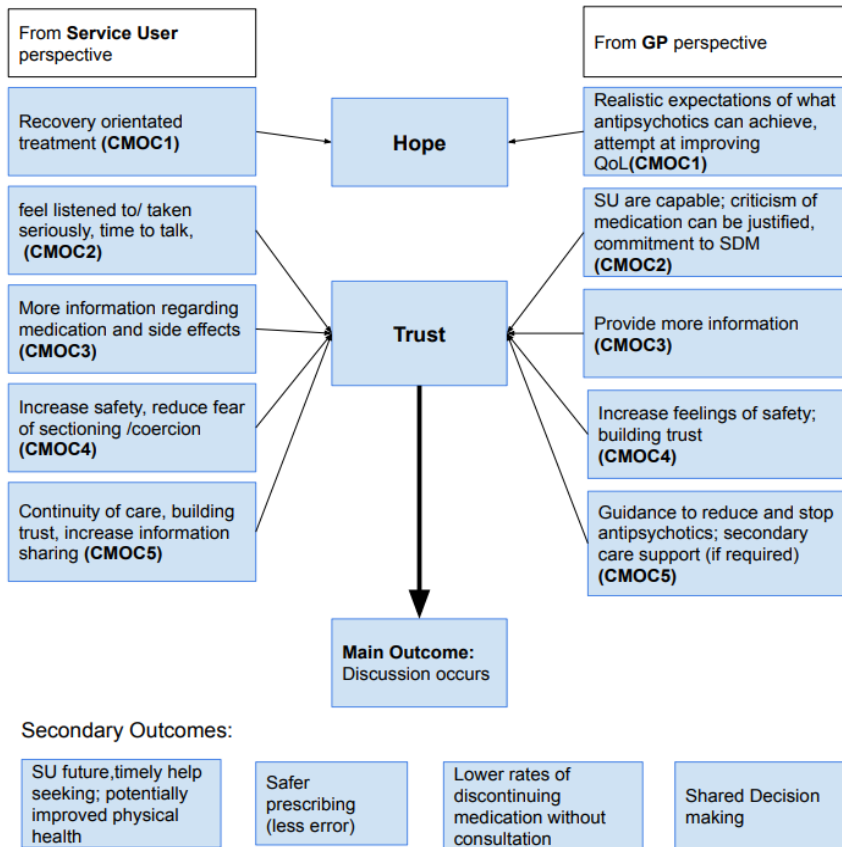 From Service User
perspective
From GP perspective
Recovery orientated
treatment (CMOC1)
Hope
Realistic expectations of what
antipsychotics can achieve,
attempt at improving
QoL(CMOC1)
feel listened to/ taken
seriously, time to talk,
(CMOC2)
SU are capable; criticism of
medication can be justified,
commitment to SDM
(CMOC2)
More information regarding
medication and side effects
(CMOC3)
Trust
Provide more information
(CMOC3)
Increase safety, reduce fear
of sectioning /coercion
(CMOC4)
Increase feelings of safety;
building trust
(CMOC4)
Continuity of care, building
trust, increase information
sharing (CMOC5)
Guidance to reduce and stop
antipsychotics; secondary
care support (if required)
(CMOC5)
Main Outcome:
Discussion occurs
Secondary Outcomes:
SU future,timely help
seeking; potentially
improved physical
health
Safer
prescribing
(less error)
Lower rates of
discontinuing
medication without
consultation
Shared Decision
making